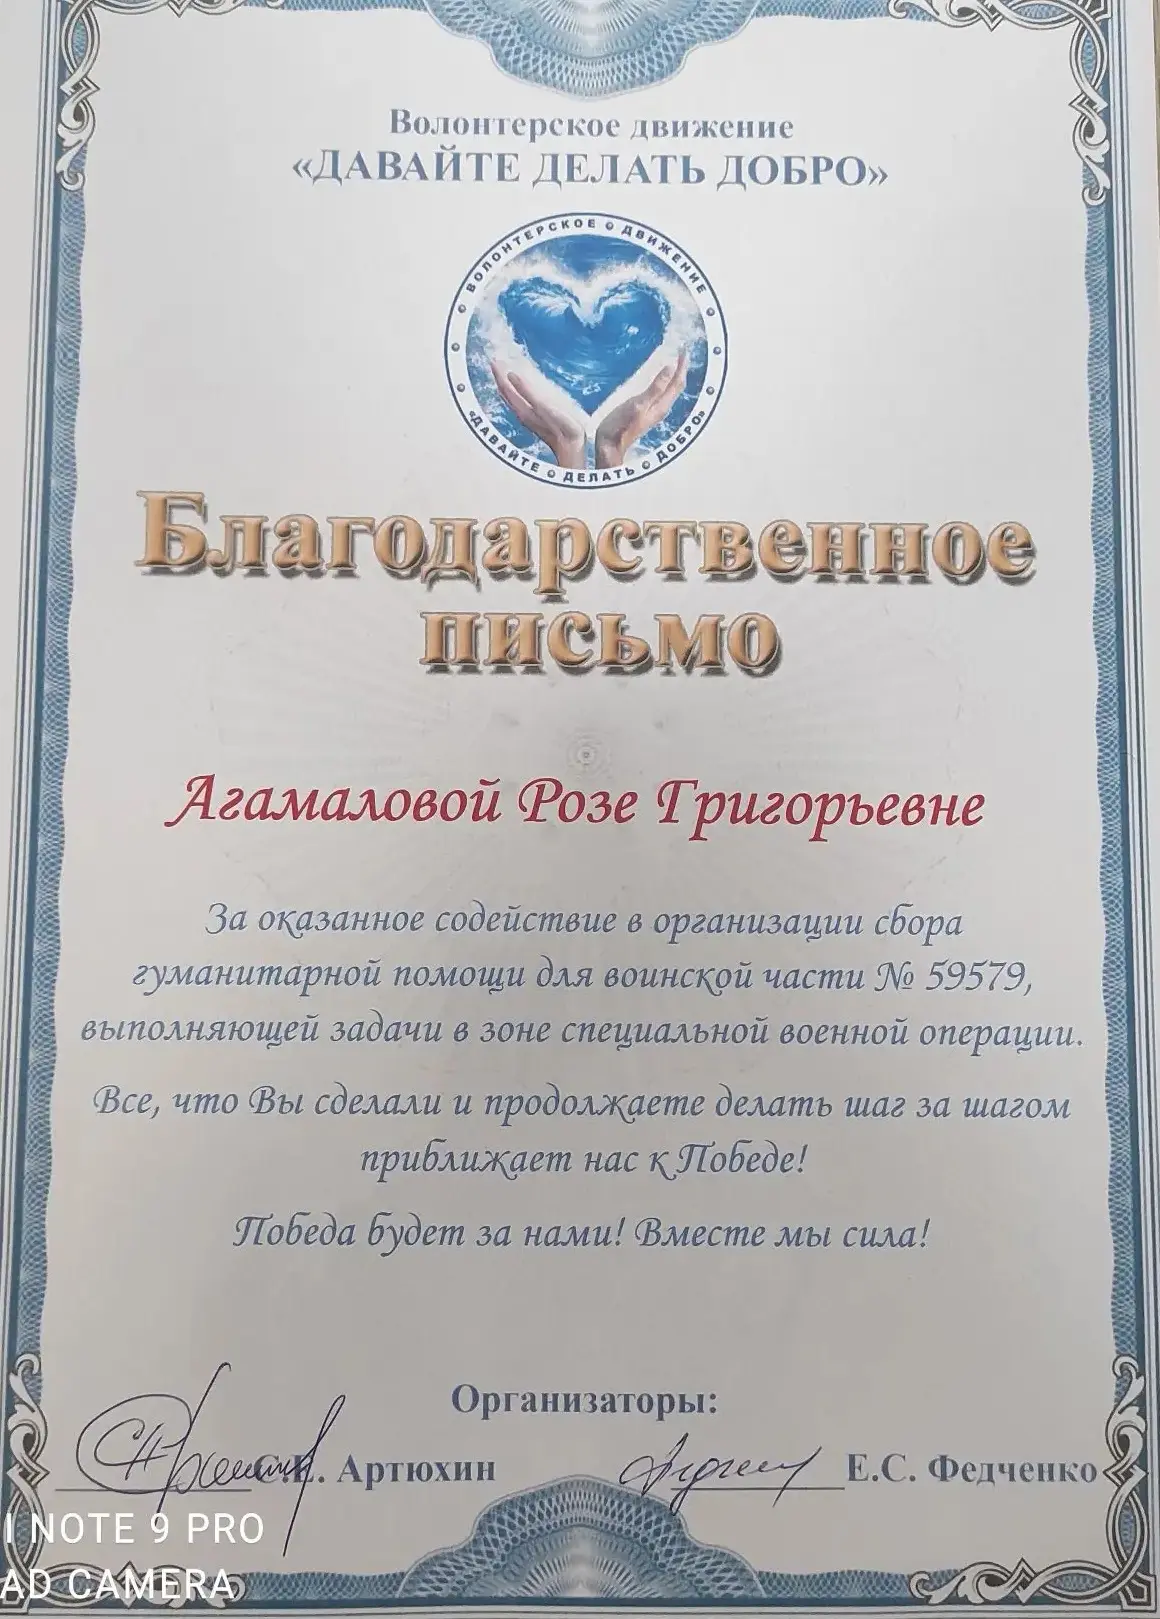 Волонтерское движение
«ДАВАЙТЕ ДЕЛАТЬ ДОБРО»
ВОЛОНТЕРСКОЕ ДВИЖЕНИЕ
«ДАВАЙТЕ ДЕЛАТЬ ДОБРО»
Благодарственное
письмо
Агамаловой Розе Григорьевне
За оказанное содействие в организации сбора
гуманитарной помощи для воинской части № 59579,
выполняющей задачи в зоне специальной военной операции.
Все, что Вы сделали и продолжаете делать шаг за шагом
приближает нас к Победе!
Победа будет за нами! Вместе мы сила!
Организаторы:
Артюхин Е.С. Федченко
I NOTE 9 PRO
AD CAMERA